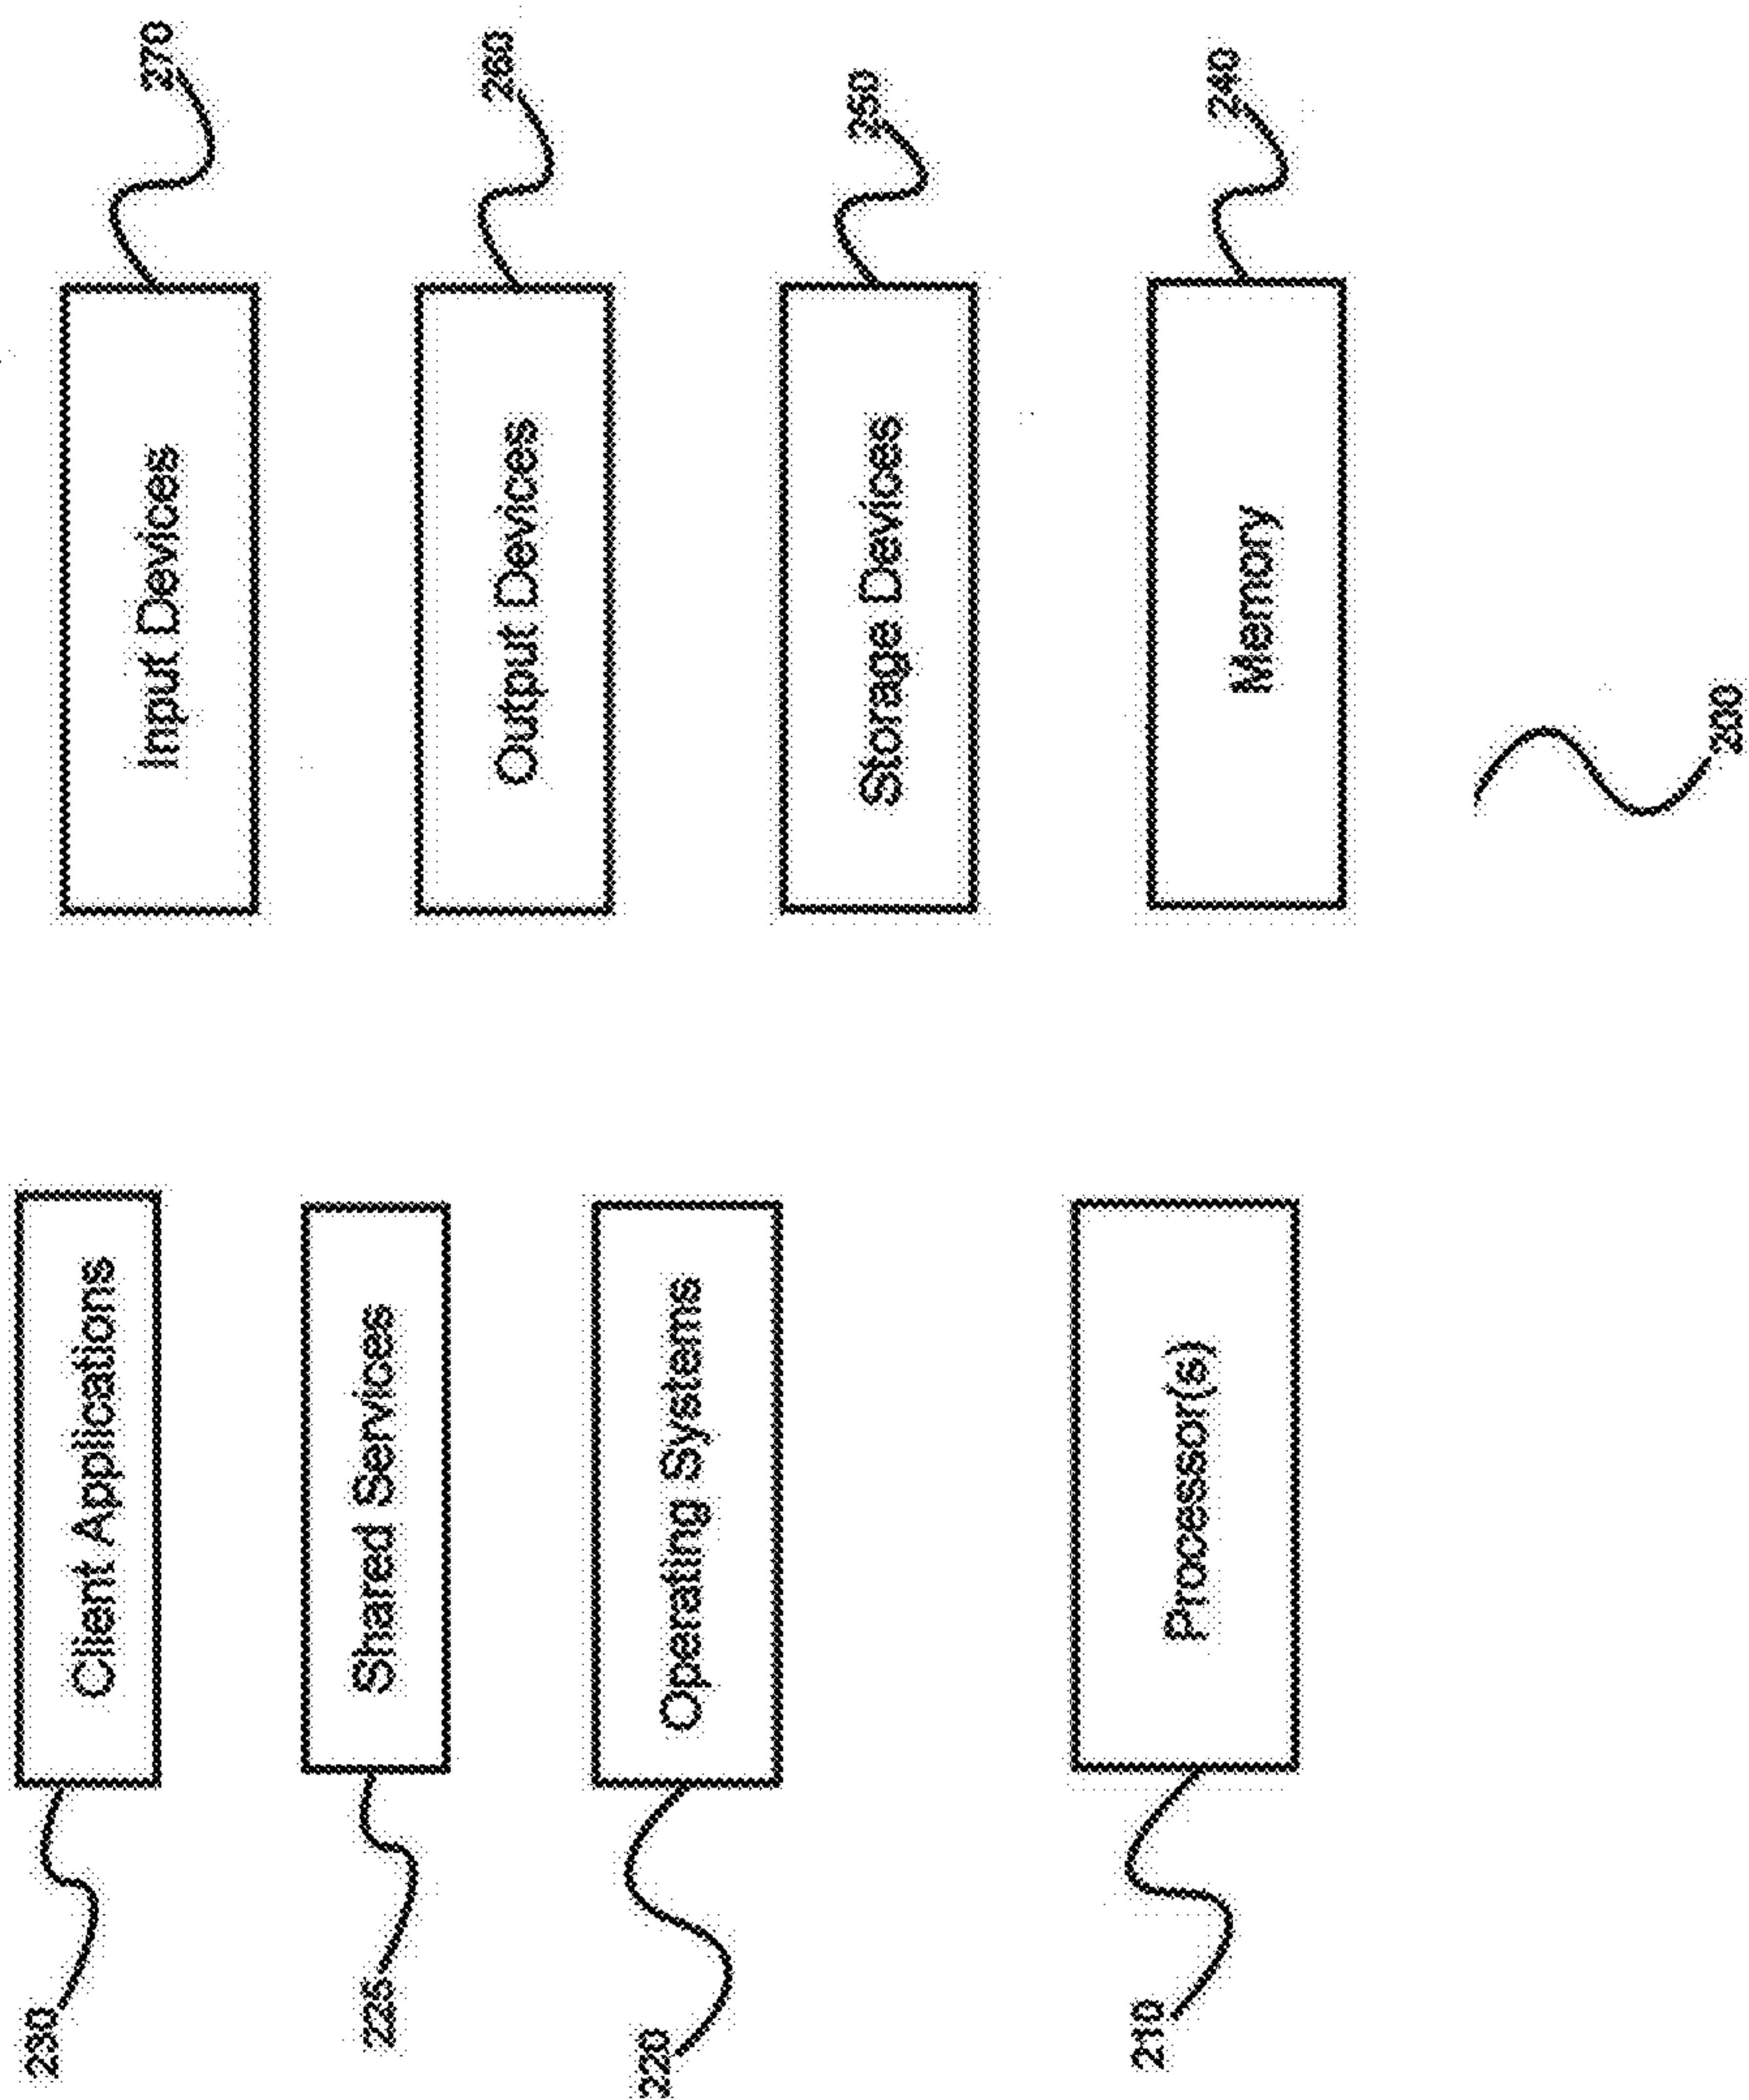 230
Client Applications
Input Devices
270
225
Shared Services
Output Devices
260
220
Operating Systems
Storage Devices
250
210
Processor(s)
Memory
240
200